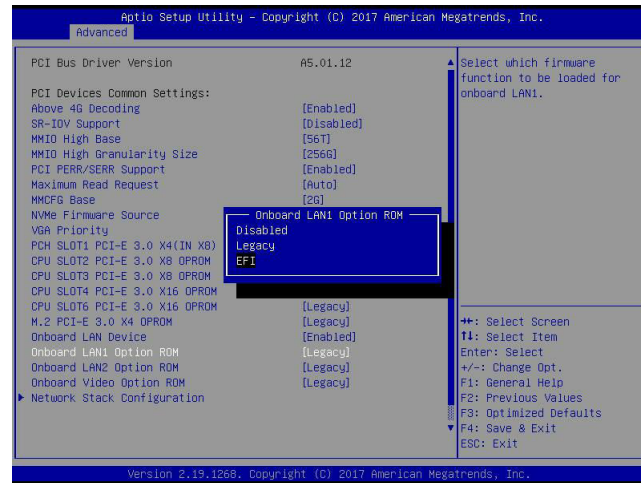 Aptio Setup Utility – Copyright (C) 2017 American Megatrends, Inc.
Advanced
PCI Bus Driver Version A5.01.12
PCI Devices Common Settings:
Above 4G Decoding [Enabled]
SR-IOV Support [Disabled]
MMIO High Base [56T]
MMIO High Granularity Size [256G]
PCI PERR/SERR Support [Enabled]
Maximum Read Request [Auto]
MMCFG Base [2G]
NVMe Firmware Source
VGA Priority
PCH SLOT1 PCI-E 3.0 X4(IN X8)
CPU SLOT2 PCI-E 3.0 X8 OPROM
CPU SLOT3 PCI-E 3.0 X8 OPROM
CPU SLOT4 PCI-E 3.0 X16 OPROM
CPU SLOT6 PCI-E 3.0 X16 OPROM [Legacy]
M.2 PCI-E 3.0 X4 OPROM [Legacy]
Onboard LAN Device [Enabled]
Onboard LAN1 Option ROM [Legacy]
Onboard LAN2 Option ROM [Legacy]
Onboard Video Option ROM [Legacy]
Network Stack Configuration
Onboard LAN1 Option ROM
Disabled
Legacy
EFI
Select which firmware
function to be loaded for
onboard LAN1.
→←: Select Screen
↑↓: Select Item
Enter: Select
+/-: Change Opt.
F1: General Help
F2: Previous Values
F3: Optimized Defaults
F4: Save & Exit
ESC: Exit
Version 2.19.1268. Copyright (C) 2017 American Megatrends, Inc.